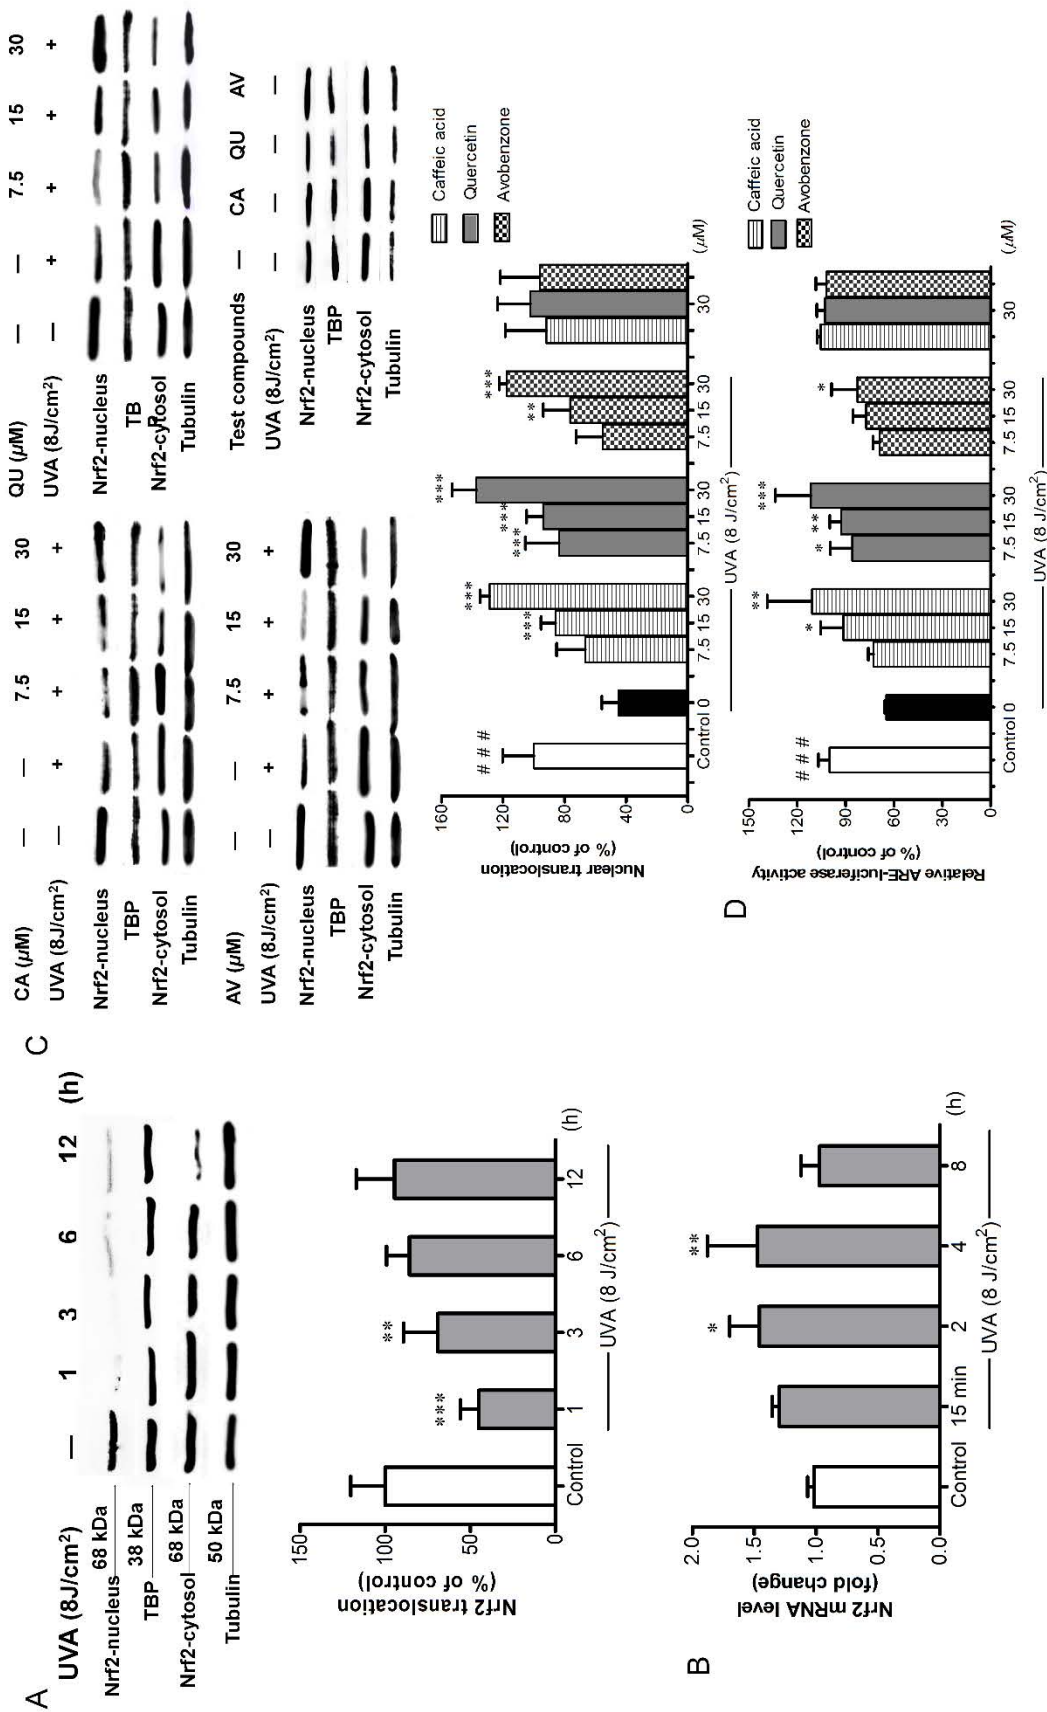 A
UVA (8J/cm²) — 1 3 6 12 (h)
Nrf2-nucleus 68 kDa
TBP 38 kDa
Nrf2-cytosol 68 kDa
Tubulin 50 kDa
Nrf2 translocation
(% of control)
150
100
50
0
Control 1 3 6 12 (h)
*** **
UVA (8 J/cm²)
B
Nrf2 mRNA level
(fold change)
2.0
1.5
1.0
0.5
0.0
* **
Control 15 min 2 4 8 (h)
UVA (8 J/cm²)
C
CA (µM) — — 7.5 15 30
UVA (8J/cm²) — + + + +
Nrf2-nucleus
TBP
Nrf2-cytosol
Tubulin
QU (µM) — — 7.5 15 30
UVA (8J/cm²) — + + + +
Nrf2-nucleus
TB
P
Nrf2-cytosol
Tubulin
AV (µM) — — 7.5 15 30
UVA (8J/cm²) — + + + +
Nrf2-nucleus
TBP
Nrf2-cytosol
Tubulin
Test compounds — CA QU AV
UVA (8J/cm²) — — — —
Nrf2-nucleus
TBP
Nrf2-cytosol
Tubulin
Nuclear translocation
(% of control)
160
120
80
40
0
### *** *** *** *** *** ** ***
Control 0 7.5 15 30 7.5 15 30 7.5 15 30 30 (µM)
UVA (8 J/cm²)
Caffeic acid
Quercetin
Avobenzone
D
Relative ARE-luciferase activity
(% of control)
150
120
90
60
30
0
### * ** * ** *** *
Control 0 7.5 15 30 7.5 15 30 7.5 15 30 30 (µM)
UVA (8 J/cm²)
Caffeic acid
Quercetin
Avobenzone